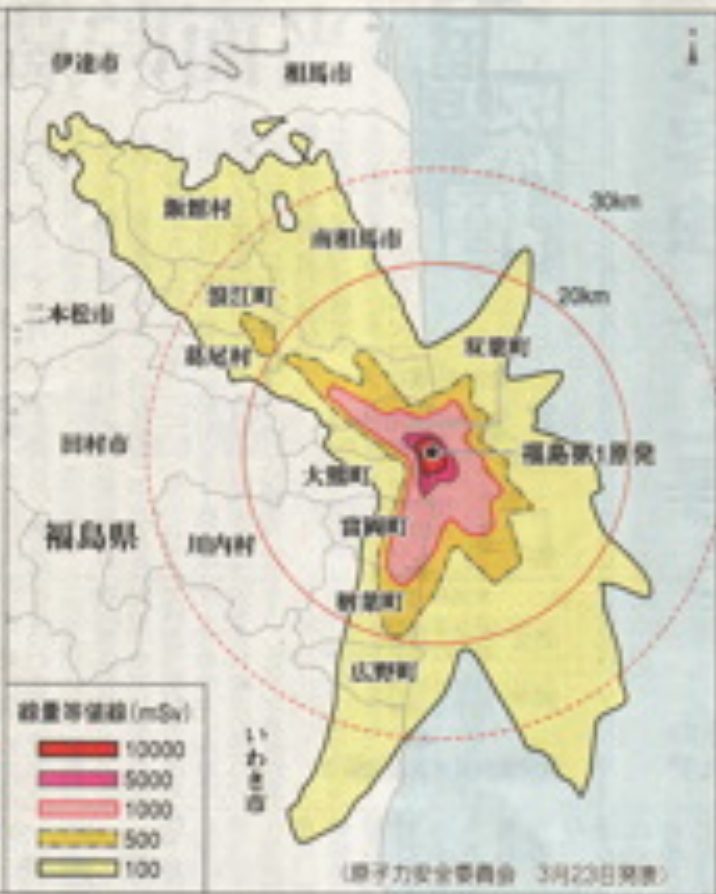 伊達市
相馬市
30km
飯舘村
南相馬市
浪江町
20km
二本松市
葛尾村
双葉町
田村市
大熊町
福島第1原発
福島県
川内村
富岡町
楢葉町
広野町
線量等値線(mSv)
10000
5000
1000
500
100
いわき市
(原子力安全委員会 3月23日発表)